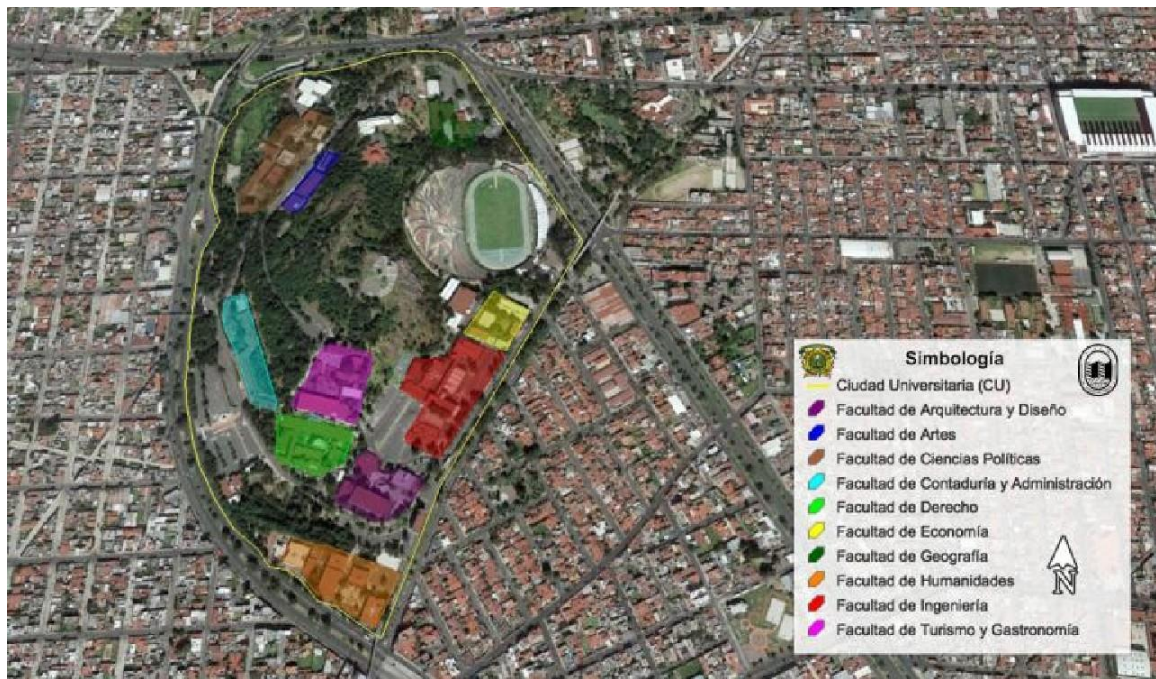 Simbología
Ciudad Universitaria (CU)
Facultad de Arquitectura y Diseño
Facultad de Artes
Facultad de Ciencias Políticas
Facultad de Contaduría y Administración
Facultad de Derecho
Facultad de Economía
Facultad de Geografía
Facultad de Humanidades
Facultad de Ingeniería
Facultad de Turismo y Gastronomía
N